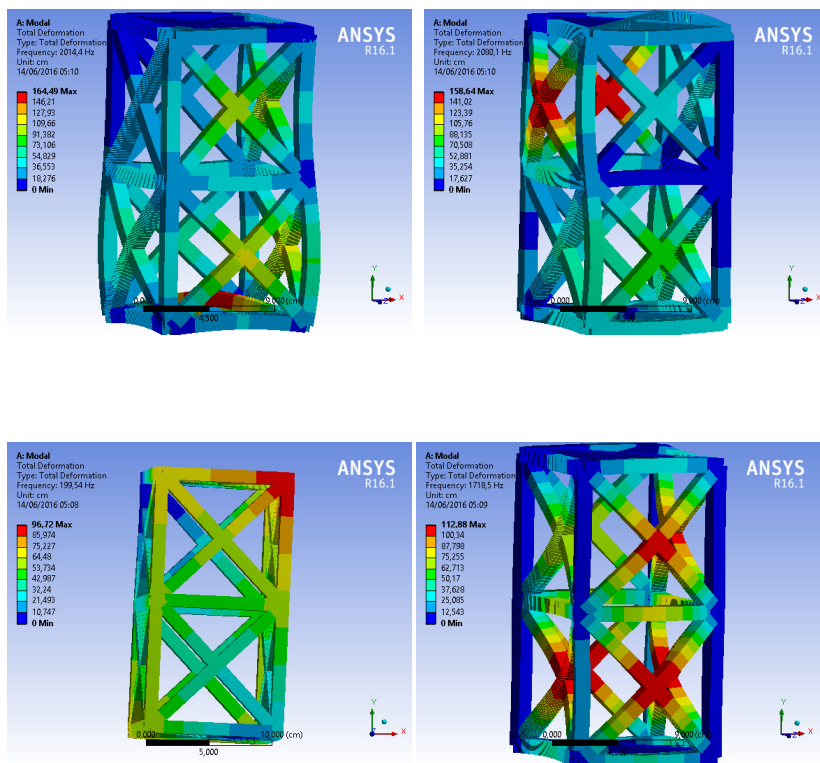 A: Modal
Total Deformation
Type: Total Deformation
Frequency: 2014,4 Hz
Unit: cm
14/06/2016 05:10
164,49 Max
146,21
127,93
109,66
91,382
73,106
54,829
36,553
18,276
0 Min
ANSYS
R16.1
0,000
9,000 (cm)
4,500
Y
X
Z
A: Modal
Total Deformation
Type: Total Deformation
Frequency: 2080,1 Hz
Unit: cm
14/06/2016 05:10
158,64 Max
141,02
123,39
105,76
88,135
70,508
52,881
35,254
17,627
0 Min
ANSYS
R16.1
0,000
9,000 (cm)
4,500
Y
X
Z
A: Modal
Total Deformation
Type: Total Deformation
Frequency: 199,54 Hz
Unit: cm
14/06/2016 05:08
96,72 Max
85,974
75,227
64,48
53,734
42,987
32,24
21,493
10,747
0 Min
ANSYS
R16.1
0,000
10,000 (cm)
5,000
Y
X
A: Modal
Total Deformation
Type: Total Deformation
Frequency: 1718,5 Hz
Unit: cm
14/06/2016 05:09
112,88 Max
100,34
87,798
75,255
62,713
50,17
37,628
25,085
12,543
0 Min
ANSYS
R16.1
0,000
9,000 (cm)
Y
X
Z